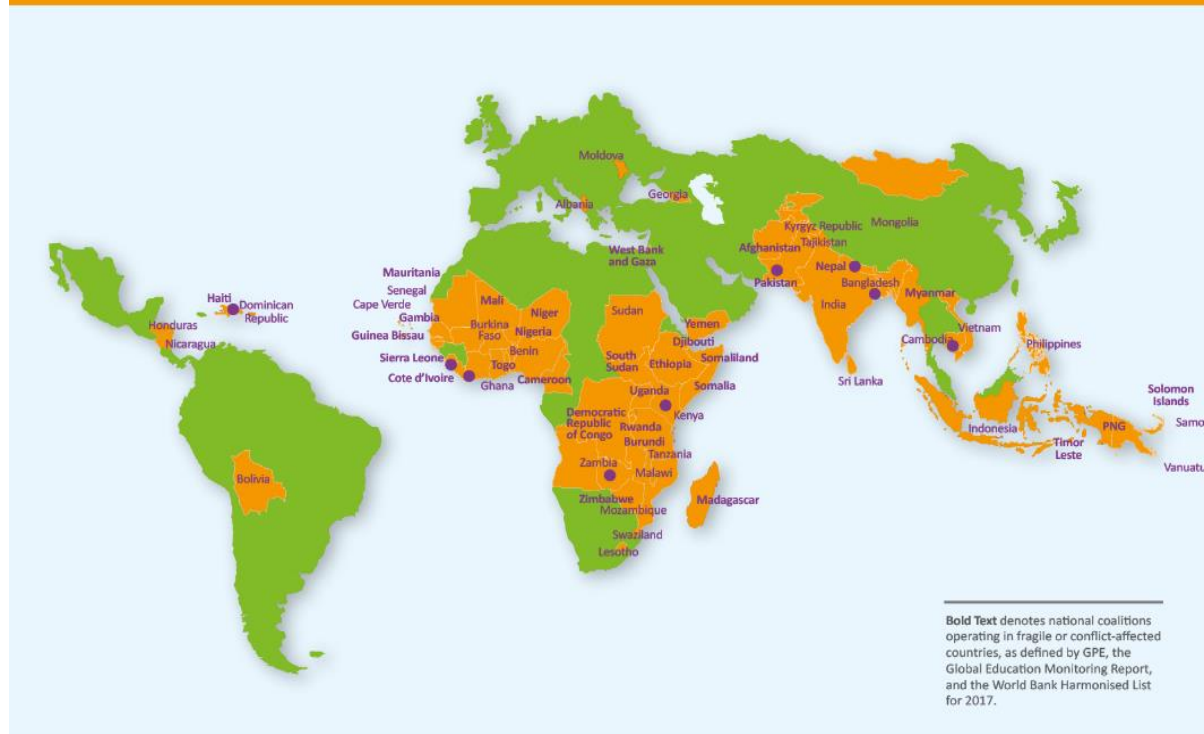 Moldova
Georgia
Albania
Kyrgyz Republic
Mongolia
Tajikistan
Afghanistan
West Bank
and Gaza
Nepal
Pakistan
Bangladesh
Mauritania
Senegal
Cape Verde
Gambia
Guinea Bissau
Sierra Leone
Cote d'Ivoire
Mali
Niger
Burkina
Faso
Nigeria
Benin
Togo
Ghana
Cameroon
Sudan
Yemen
Djibouti
South
Sudan
Ethiopia
Somaliland
Somalia
Uganda
Kenya
Democratic
Republic
of Congo
Rwanda
Burundi
Tanzania
Zambia
Malawi
Zimbabwe
Mozambique
Madagascar
Swaziland
Lesotho
Haiti
Dominican
Republic
Honduras
Nicaragua
Bolivia
India
Myanmar
Vietnam
Cambodia
Philippines
Sri Lanka
Indonesia
Timor
Leste
PNG
Solomon
Islands
Samo
Vanuatu
Bold Text denotes national coalitions
operating in fragile or conflict-affected
countries, as defined by GPE, the
Global Education Monitoring Report,
and the World Bank Harmonised List
for 2017.